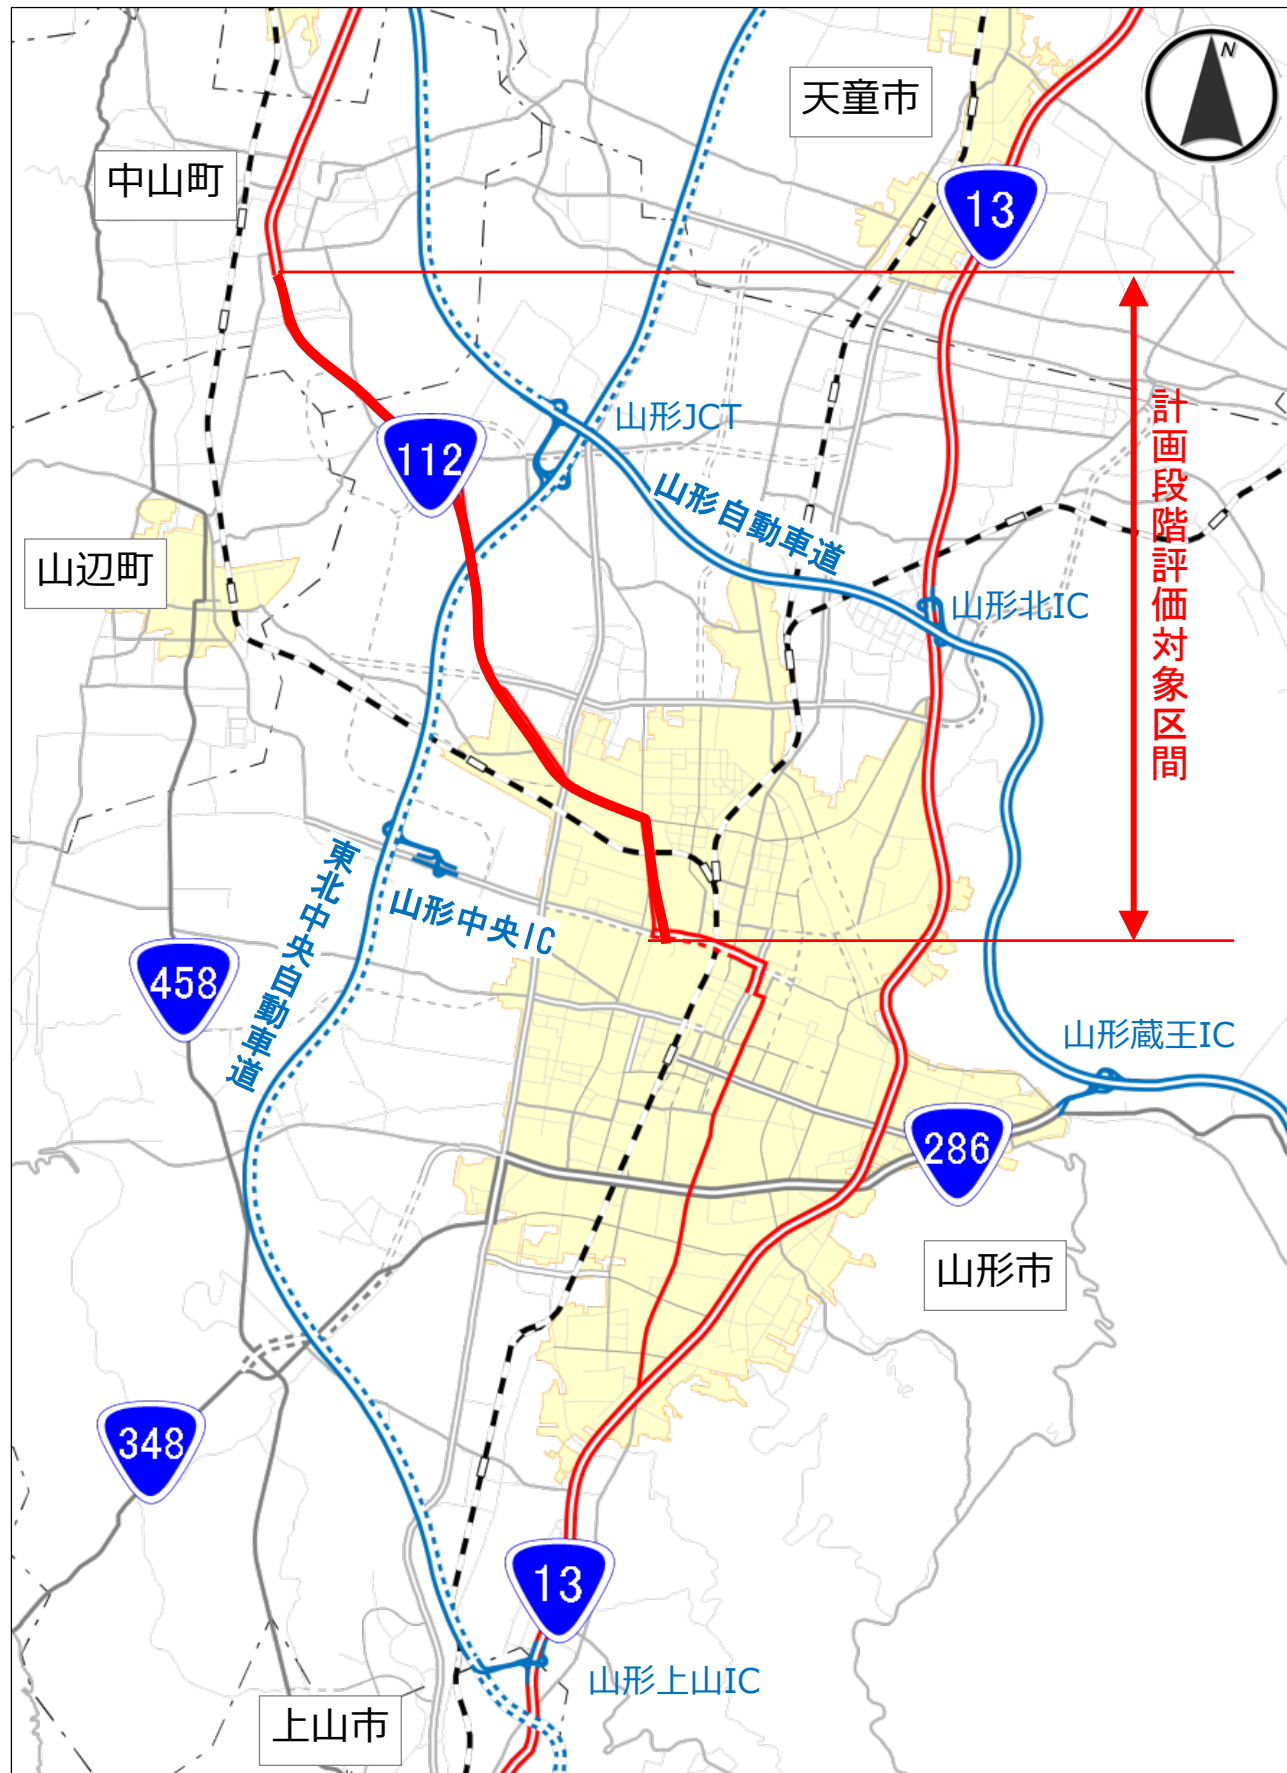 N
天童市
中山町
13
山形JCT
計画段階評価対象区間
112
山形自動車道
山辺町
山形北IC
東北中央自動車道
山形中央IC
458
山形蔵王IC
286
山形市
348
13
山形上山IC
上山市